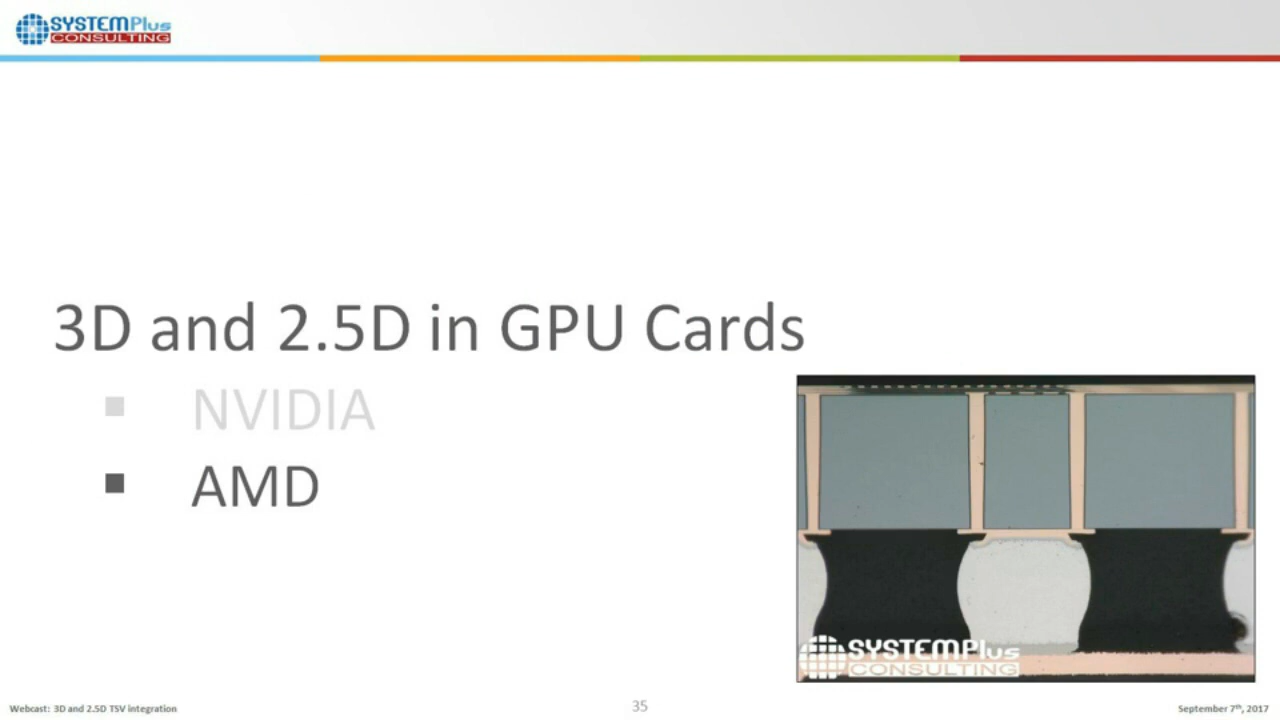 SYSTEMPlus
CONSULTING
3D and 2.5D in GPU Cards
▪ NVIDIA
▪ AMD
SYSTEMPlus
CONSULTING
Webcast: 3D and 2.5D TSV integration
35
September 7th, 2017